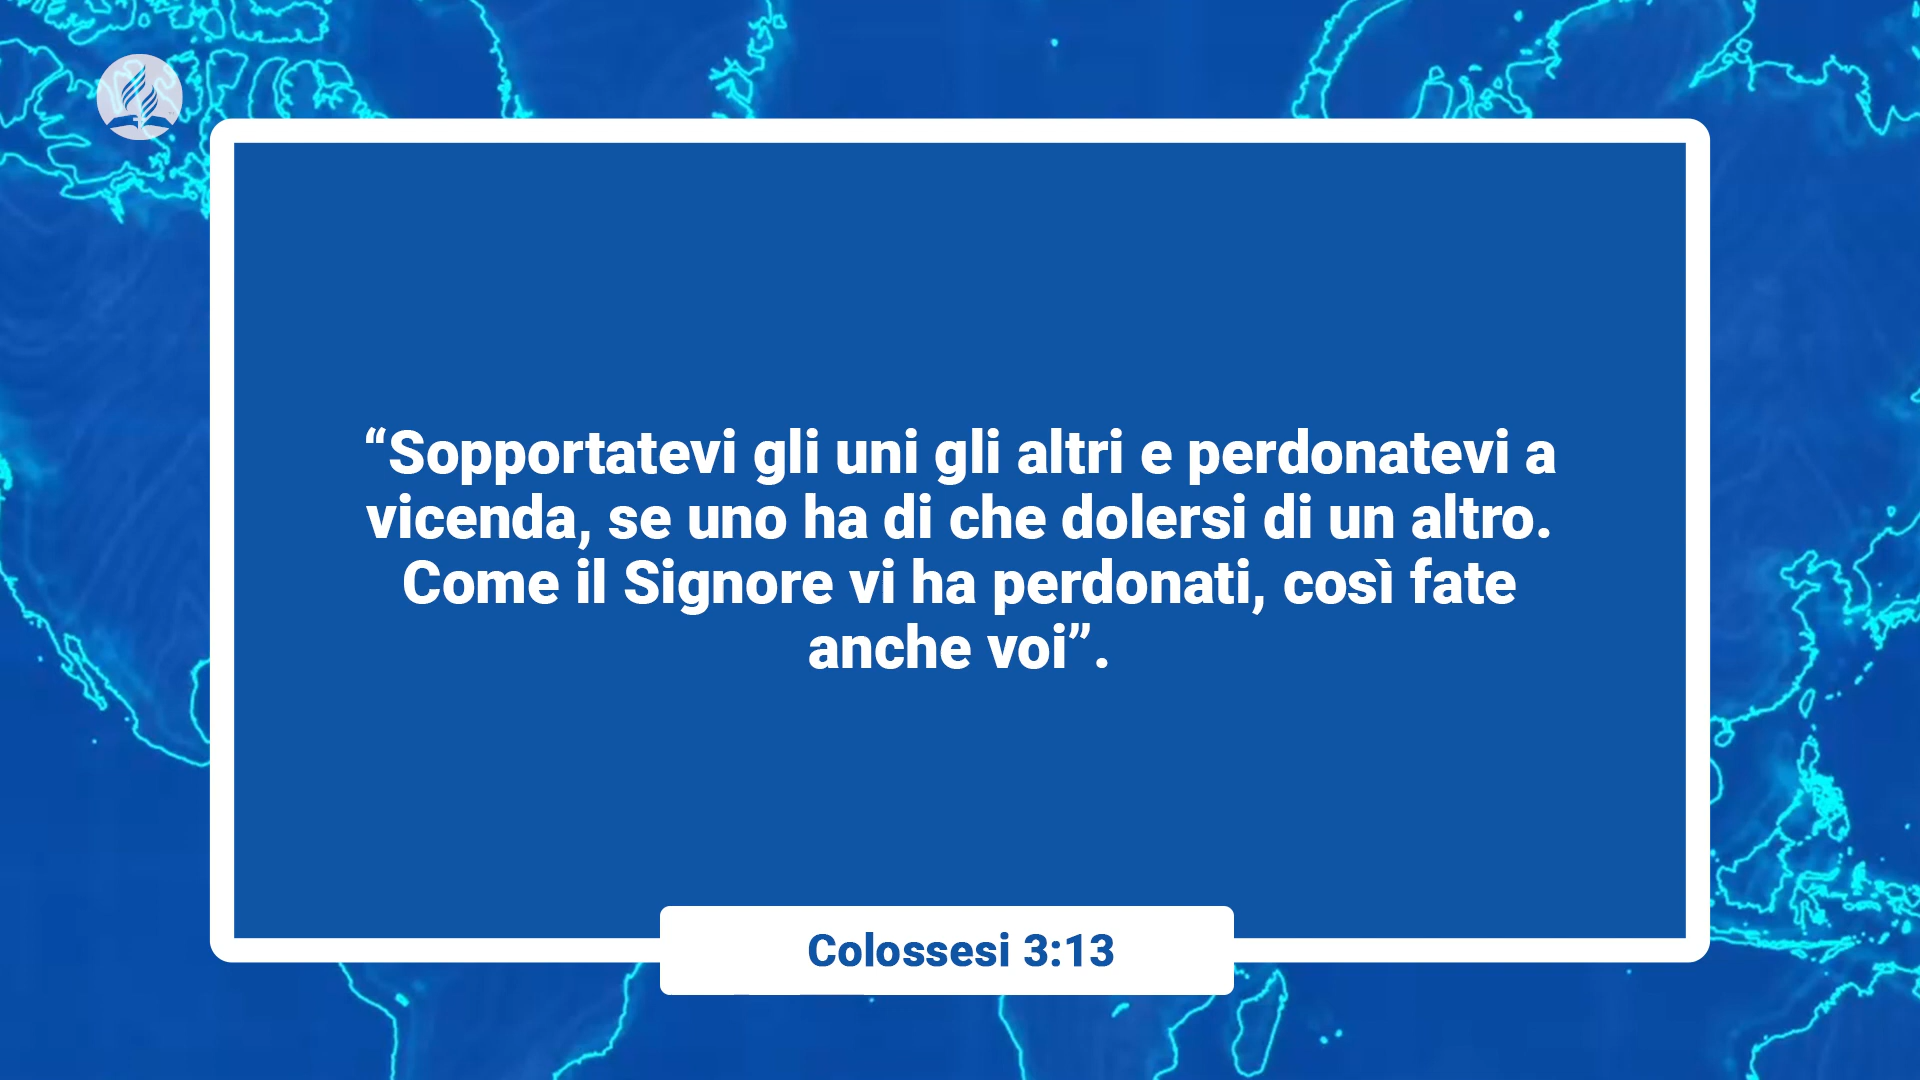 “Sopportatevi gli uni gli altri e perdonatevi a
vicenda, se uno ha di che dolersi di un altro.
Come il Signore vi ha perdonati, così fate
anche voi”.
Colossesi 3:13